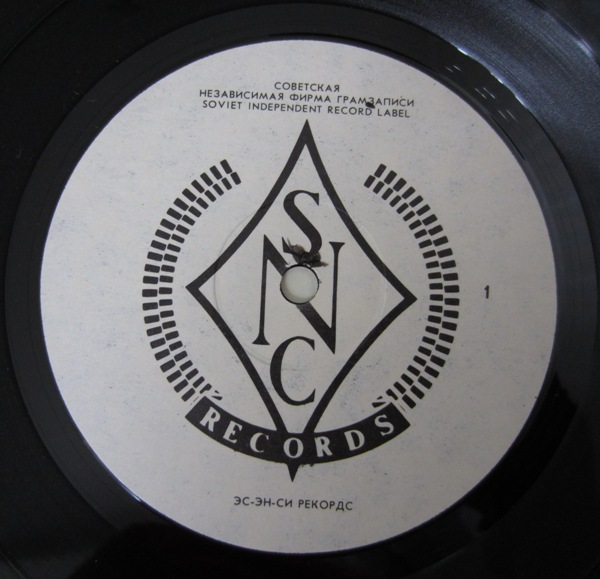 СОВЕТСКАЯ
НЕЗАВИСИМАЯ ФИРМА ГРАМЗАПИСИ
SOVIET INDEPENDENT RECORD LABEL
S
N
C
1
RECORDS
ЭС-ЭН-СИ РЕКОРДС